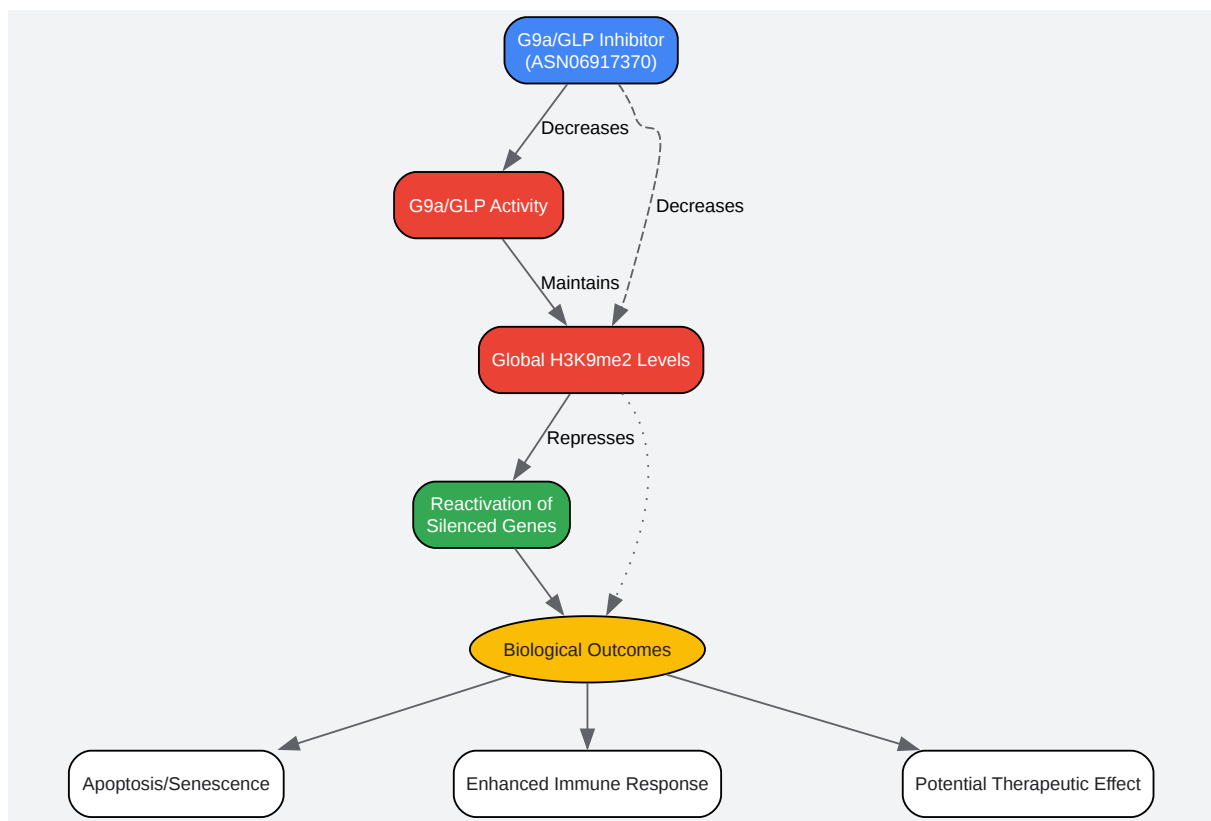 G9a/GLP Inhibitor
(ASN06917370)
Decreases
G9a/GLP Activity
Decreases
Maintains
Global H3K9me2 Levels
Represses
Reactivation of
Silenced Genes
Biological Outcomes
Apoptosis/Senescence
Enhanced Immune Response
Potential Therapeutic Effect